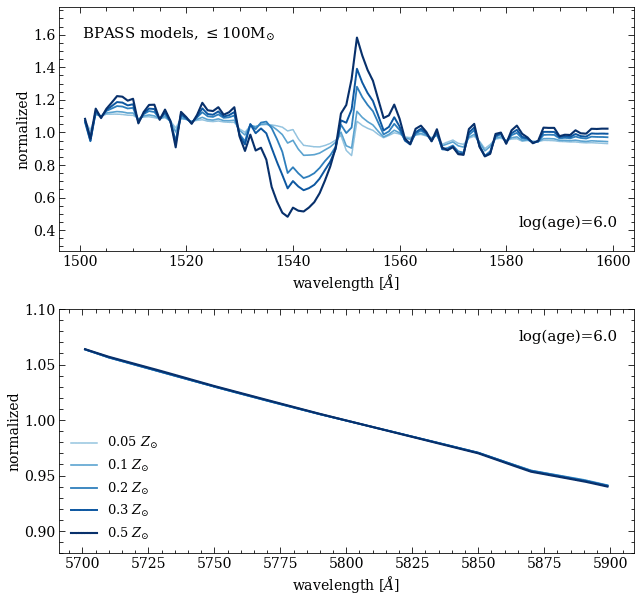 BPASS models, ≤100M⊙
1.6
1.4
1.2
1.0
0.8
0.6
0.4
normalized
log(age)=6.0
1500 1520 1540 1560 1580 1600
wavelength [Å]
1.10
1.05
1.00
0.95
0.90
normalized
log(age)=6.0
0.05 Z⊙
0.1 Z⊙
0.2 Z⊙
0.3 Z⊙
0.5 Z⊙
5700 5725 5750 5775 5800 5825 5850 5875 5900
wavelength [Å]